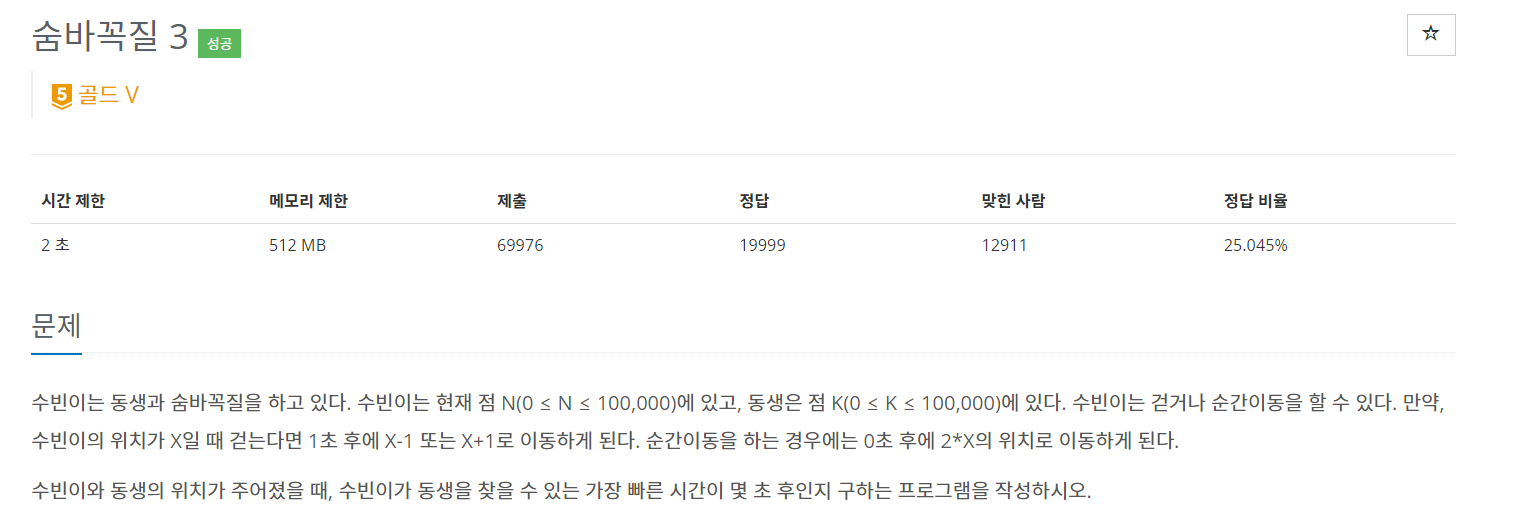 숨바꼭질 3 성공
☆
5 골드 V
시간 제한 메모리 제한 제출 정답 맞힌 사람 정답 비율
2 초 512 MB 69976 19999 12911 25.045%
문제
수빈이는 동생과 숨바꼭질을 하고 있다. 수빈이는 현재 점 N(0 ≤ N ≤ 100,000)에 있고, 동생은 점 K(0 ≤ K ≤ 100,000)에 있다. 수빈이는 걷거나 순간이동을 할 수 있다. 만약,
수빈이의 위치가 X일 때 걷는다면 1초 후에 X-1 또는 X+1로 이동하게 된다. 순간이동을 하는 경우에는 0초 후에 2*X의 위치로 이동하게 된다.
수빈이와 동생의 위치가 주어졌을 때, 수빈이가 동생을 찾을 수 있는 가장 빠른 시간이 몇 초 후인지 구하는 프로그램을 작성하시오.